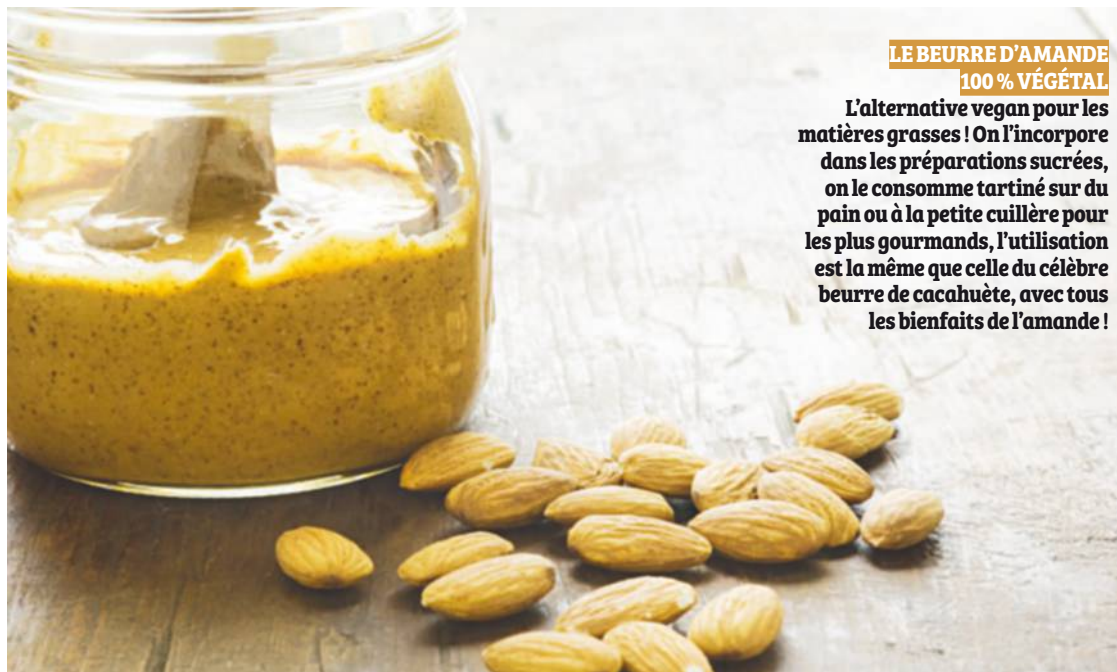 LE BEURRE D’AMANDE
100 % VÉGÉTAL
L’alternative vegan pour les
matières grasses ! On l’incorpore
dans les préparations sucrées,
on le consomme tartiné sur du
pain ou à la petite cuillère pour
les plus gourmands, l’utilisation
est la même que celle du célèbre
beurre de cacahuète, avec tous
les bienfaits de l’amande !